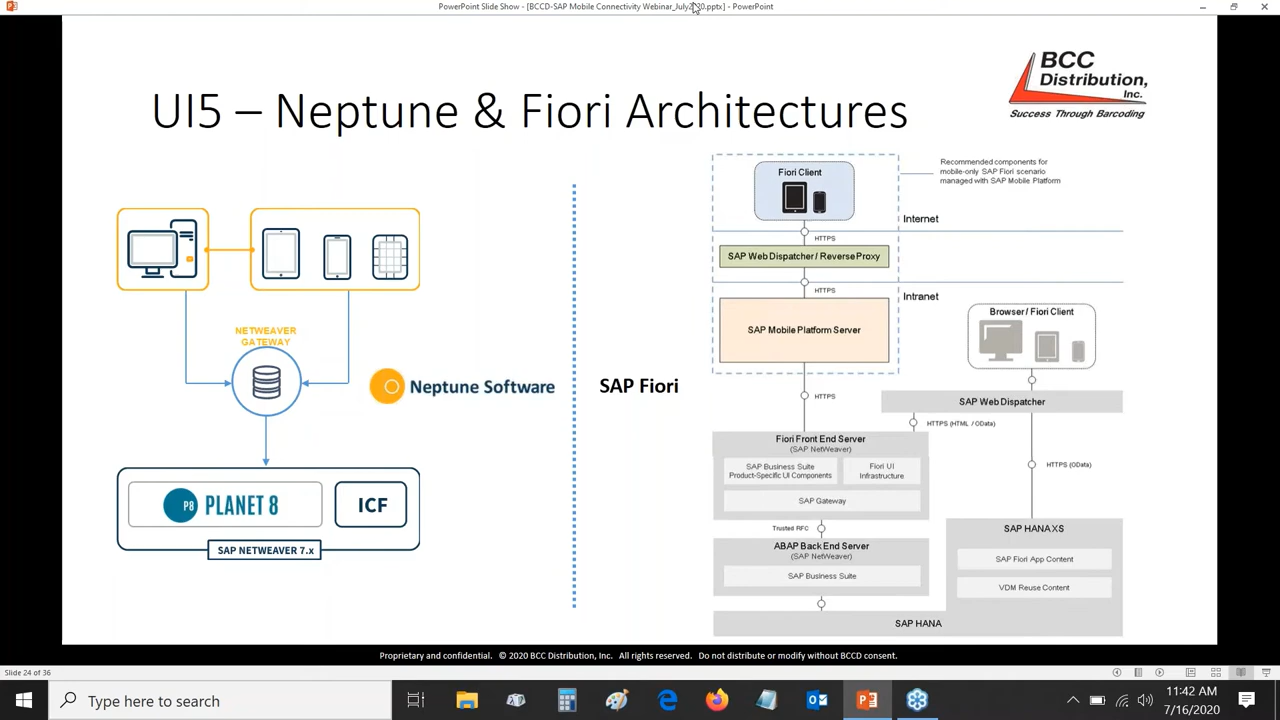 PowerPoint Slide Show - [BCCD-SAP Mobile Connectivity Webinar_July2020.pptx] - PowerPoint
BCC
Distribution,
Inc.
Success Through Barcoding
UI5 – Neptune & Fiori Architectures
NETWEAVER
GATEWAY
Neptune Software
P8 PLANET 8
ICF
SAP NETWEAVER 7.x
SAP Fiori
Fiori Client
Recommended components for
mobile-only SAP Fiori scenario
managed with SAP Mobile Platform
Internet
HTTPS
SAP Web Dispatcher / Reverse Proxy
HTTPS
Intranet
SAP Mobile Platform Server
Browser / Fiori Client
HTTPS
SAP Web Dispatcher
HTTPS (HTML / OData)
Fiori Front End Server
(SAP NetWeaver)
SAP Business Suite
Product-Specific UI Components
Fiori UI
Infrastructure
HTTPS (OData)
SAP Gateway
Trusted RFC
ABAP Back End Server
(SAP NetWeaver)
SAP Business Suite
SAP HANA XS
SAP Fiori App Content
VDM Reuse Content
SAP HANA
Proprietary and confidential. © 2020 BCC Distribution, Inc. All rights reserved. Do not distribute or modify without BCCD consent.
Slide 24 of 36
Type here to search
11:42 AM
7/16/2020